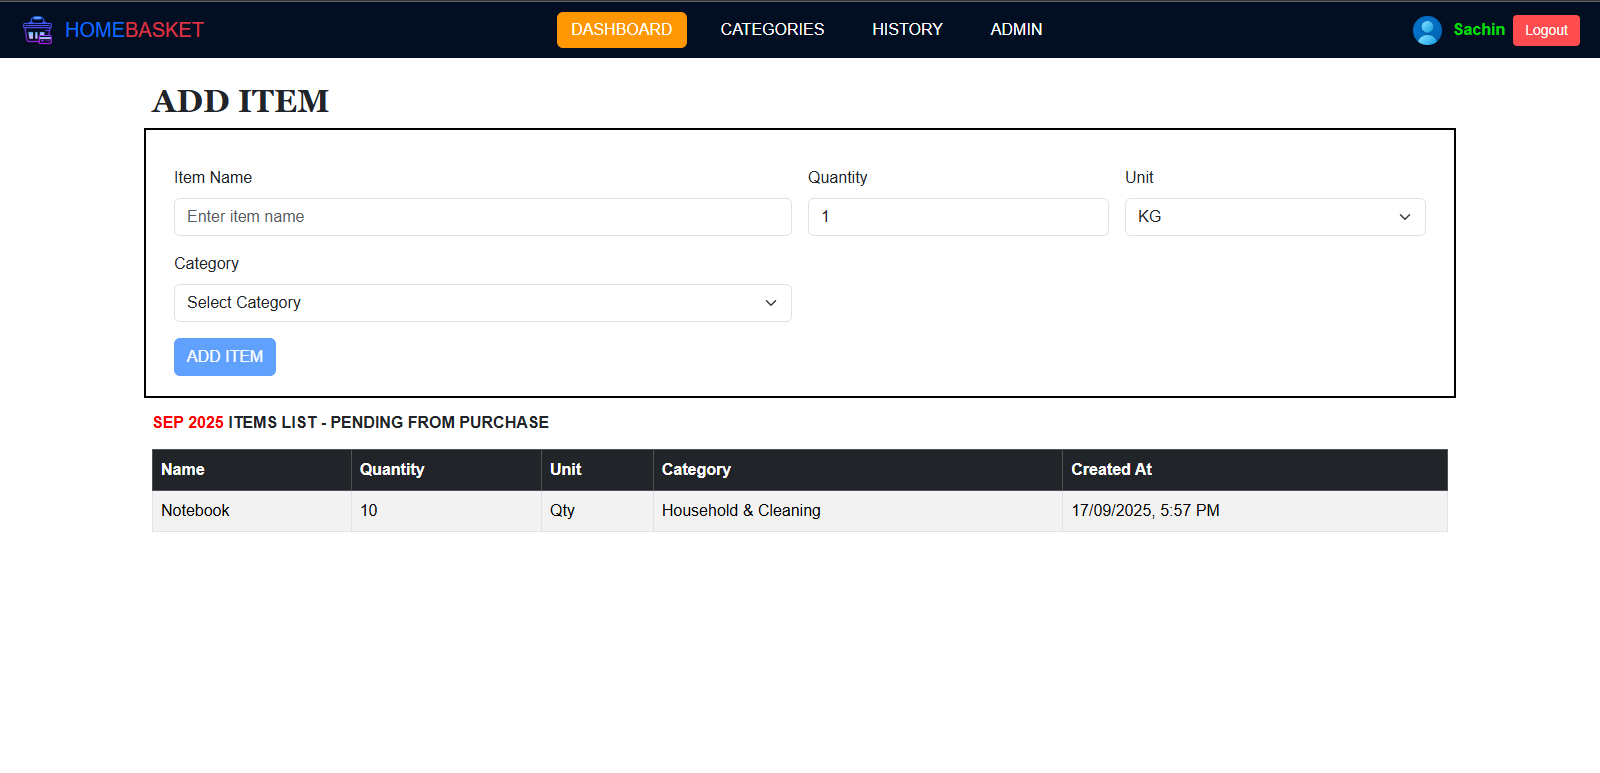 HOMEBASKET DASHBOARD CATEGORIES HISTORY ADMIN Sachin Logout
ADD ITEM
Item Name Quantity Unit
Enter item name 1 KG
Category
Select Category
ADD ITEM
SEP 2025 ITEMS LIST - PENDING FROM PURCHASE
Name Quantity Unit Category Created At
Notebook 10 Qty Household & Cleaning 17/09/2025, 5:57 PM